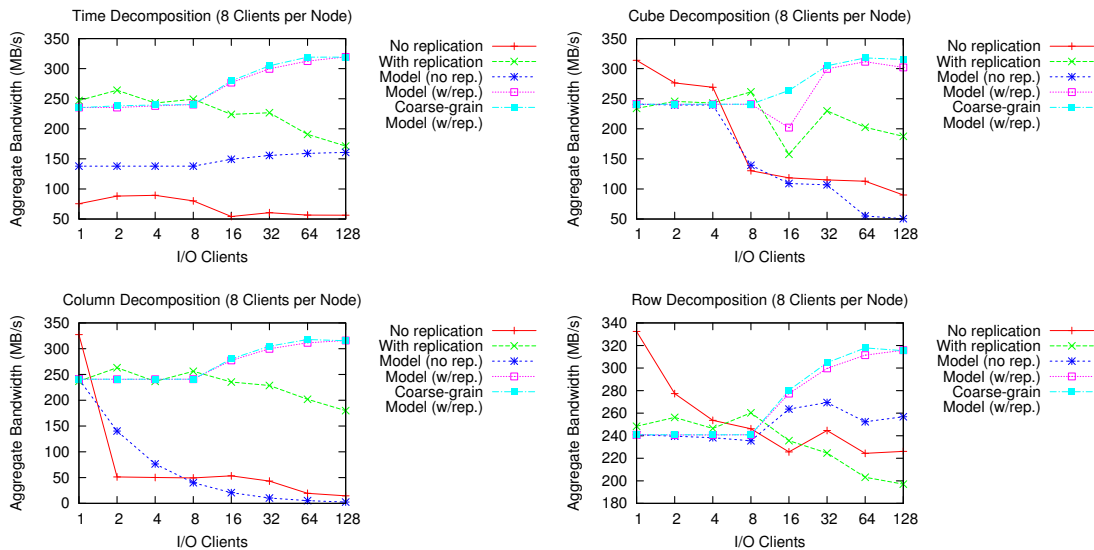 Time Decomposition (8 Clients per Node)
Aggregate Bandwidth (MB/s)
350
300
250
200
150
100
50
1 2 4 8 16 32 64 128
I/O Clients
No replication
With replication
Model (no rep.)
Model (w/rep.)
Coarse-grain
Model (w/rep.)
Cube Decomposition (8 Clients per Node)
Aggregate Bandwidth (MB/s)
350
300
250
200
150
100
50
1 2 4 8 16 32 64 128
I/O Clients
No replication
With replication
Model (no rep.)
Model (w/rep.)
Coarse-grain
Model (w/rep.)
Column Decomposition (8 Clients per Node)
Aggregate Bandwidth (MB/s)
350
300
250
200
150
100
50
0
1 2 4 8 16 32 64 128
I/O Clients
No replication
With replication
Model (no rep.)
Model (w/rep.)
Coarse-grain
Model (w/rep.)
Row Decomposition (8 Clients per Node)
Aggregate Bandwidth (MB/s)
340
320
300
280
260
240
220
200
180
1 2 4 8 16 32 64 128
I/O Clients
No replication
With replication
Model (no rep.)
Model (w/rep.)
Coarse-grain
Model (w/rep.)